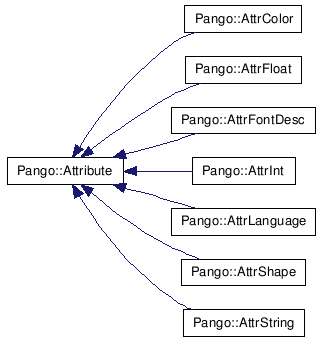 Pango::AttrColor
Pango::AttrFloat
Pango::AttrFontDesc
Pango::Attribute
Pango::AttrInt
Pango::AttrLanguage
Pango::AttrShape
Pango::AttrString